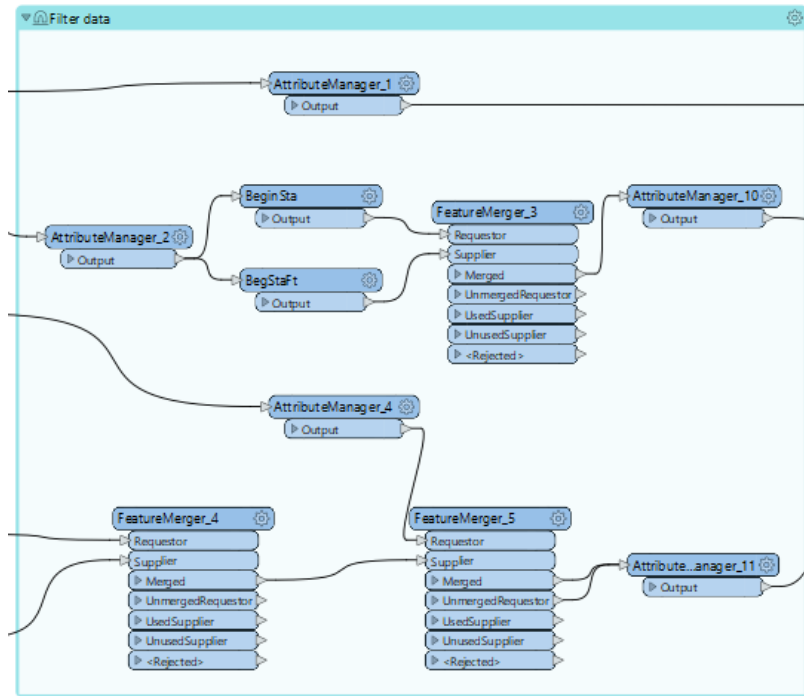 Filter data
AttributeManager_1
Output
BeginSta
Output
AttributeManager_10
Output
FeatureMerger_3
Requestor
Supplier
Merged
UnmergedRequestor
UsedSupplier
UnusedSupplier
<Rejected>
AttributeManager_2
Output
BegStaFt
Output
AttributeManager_4
Output
FeatureMerger_4
Requestor
Supplier
Merged
UnmergedRequestor
UsedSupplier
UnusedSupplier
<Rejected>
FeatureMerger_5
Requestor
Supplier
Merged
UnmergedRequestor
UsedSupplier
UnusedSupplier
<Rejected>
Attribute...anager_11
Output